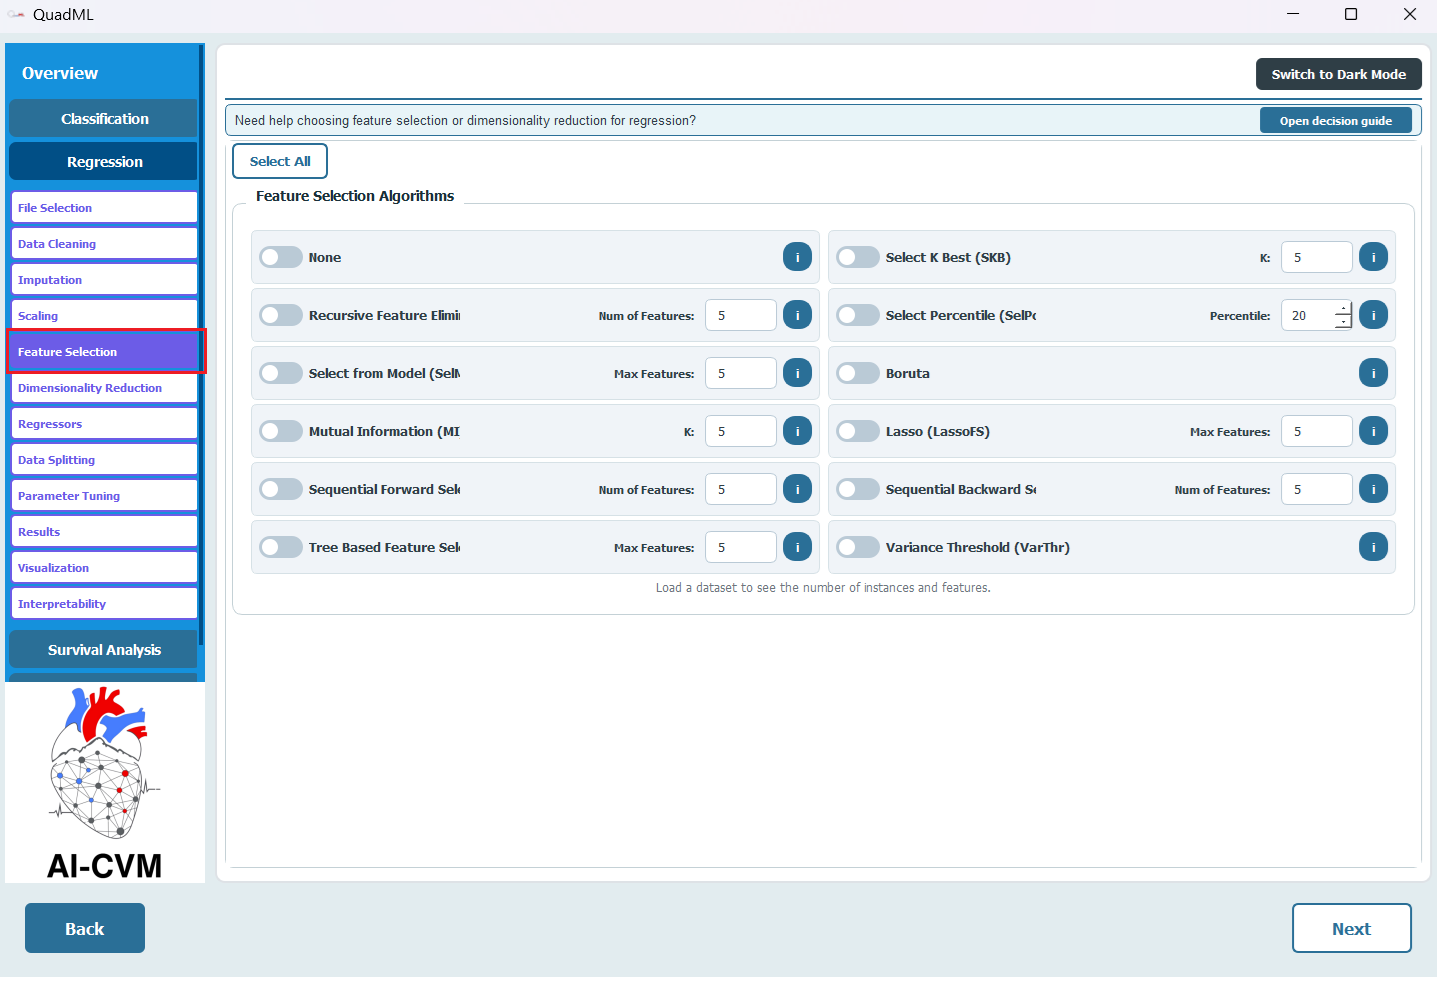 QuadML
Overview
Classification
Regression
File Selection
Data Cleaning
Imputation
Scaling
Feature Selection
Dimensionality Reduction
Regressors
Data Splitting
Parameter Tuning
Results
Visualization
Interpretability
Survival Analysis
AI-CVM
Switch to Dark Mode
Need help choosing feature selection or dimensionality reduction for regression?
Open decision guide
Select All
Feature Selection Algorithms
None i
Select K Best (SKB) K: 5 i
Recursive Feature Elimi Num of Features: 5 i
Select Percentile (SelPc Percentile: 20 i
Select from Model (SelM Max Features: 5 i
Boruta i
Mutual Information (MI Κ: 5 i
Lasso (LassoFS) Max Features: 5 i
Sequential Forward Sele Num of Features: 5 i
Sequential Backward Se Num of Features: 5 i
Tree Based Feature Sele Max Features: 5 i
Variance Threshold (VarThr) i
Load a dataset to see the number of instances and features.
Back
Next